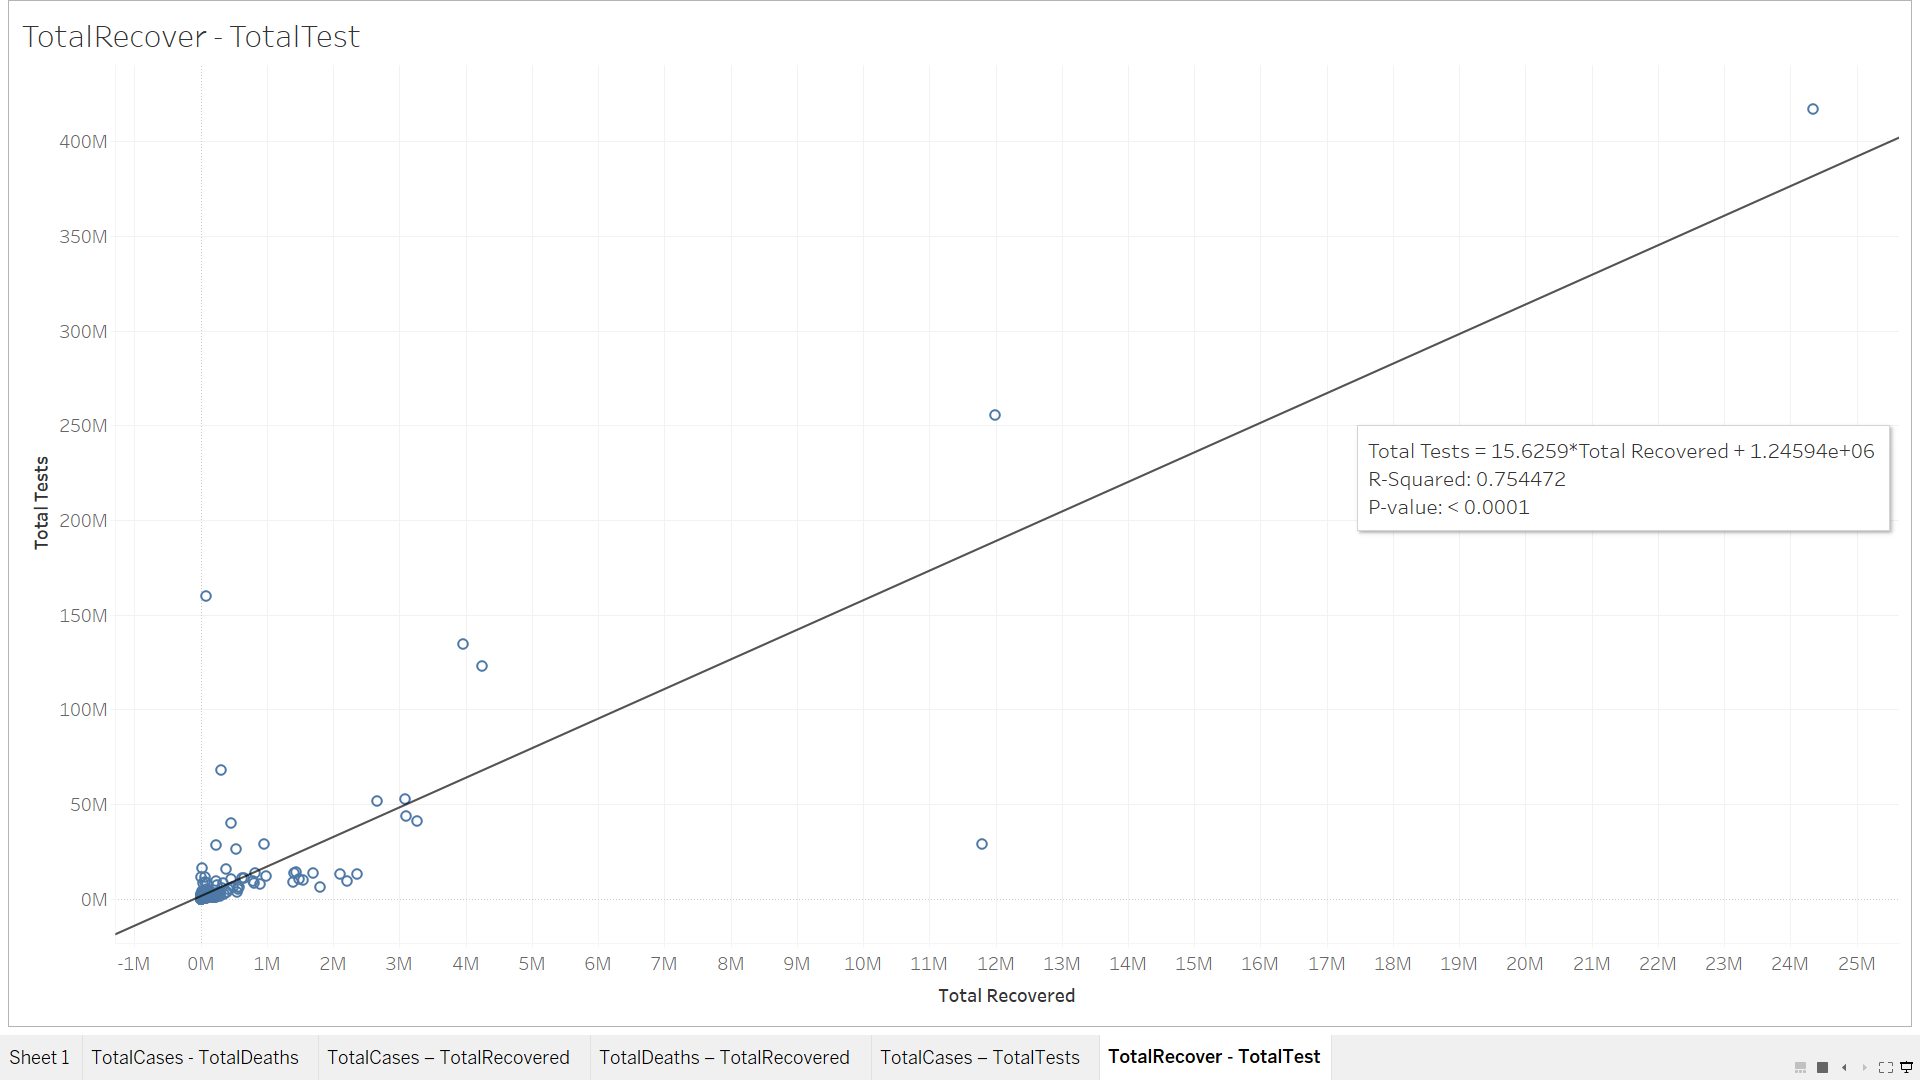 TotalRecover - TotalTest
400M
350M
300M
250M
200M
150M
100M
50M
0M
Total Tests
Total Tests = 15.6259*Total Recovered + 1.24594e+06
R-Squared: 0.754472
P-value: < 0.0001
-1M 0M 1M 2M 3M 4M 5M 6M 7M 8M 9M 10M 11M 12M 13M 14M 15M 16M 17M 18M 19M 20M 21M 22M 23M 24M 25M
Total Recovered
Sheet 1 TotalCases - TotalDeaths TotalCases – TotalRecovered TotalDeaths – TotalRecovered TotalCases – TotalTests TotalRecover - TotalTest